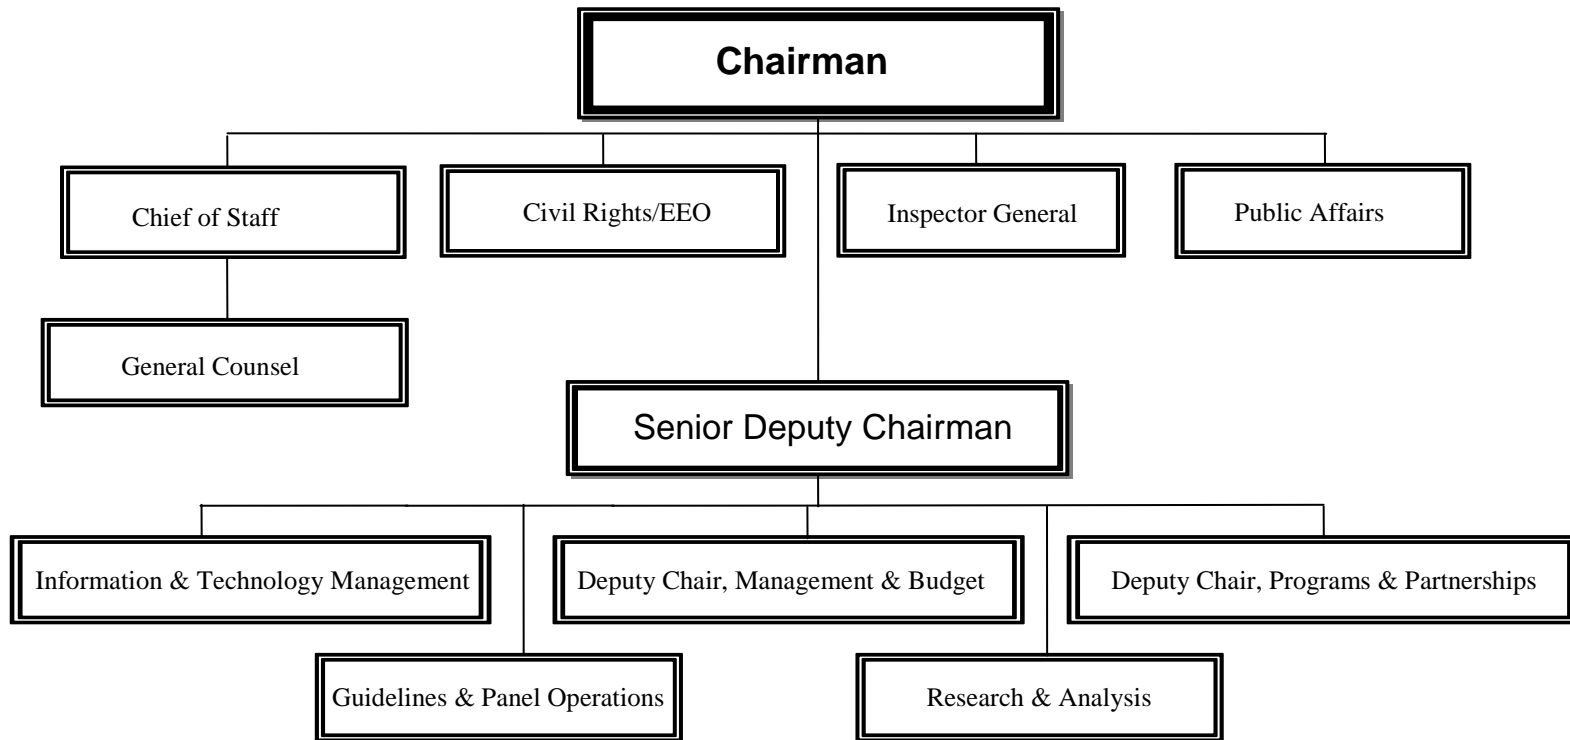 Chairman
Chief of Staff
Civil Rights/EEO
Inspector General
Public Affairs
General Counsel
Senior Deputy Chairman
Information & Technology Management
Deputy Chair, Management & Budget
Deputy Chair, Programs & Partnerships
Guidelines & Panel Operations
Research & Analysis